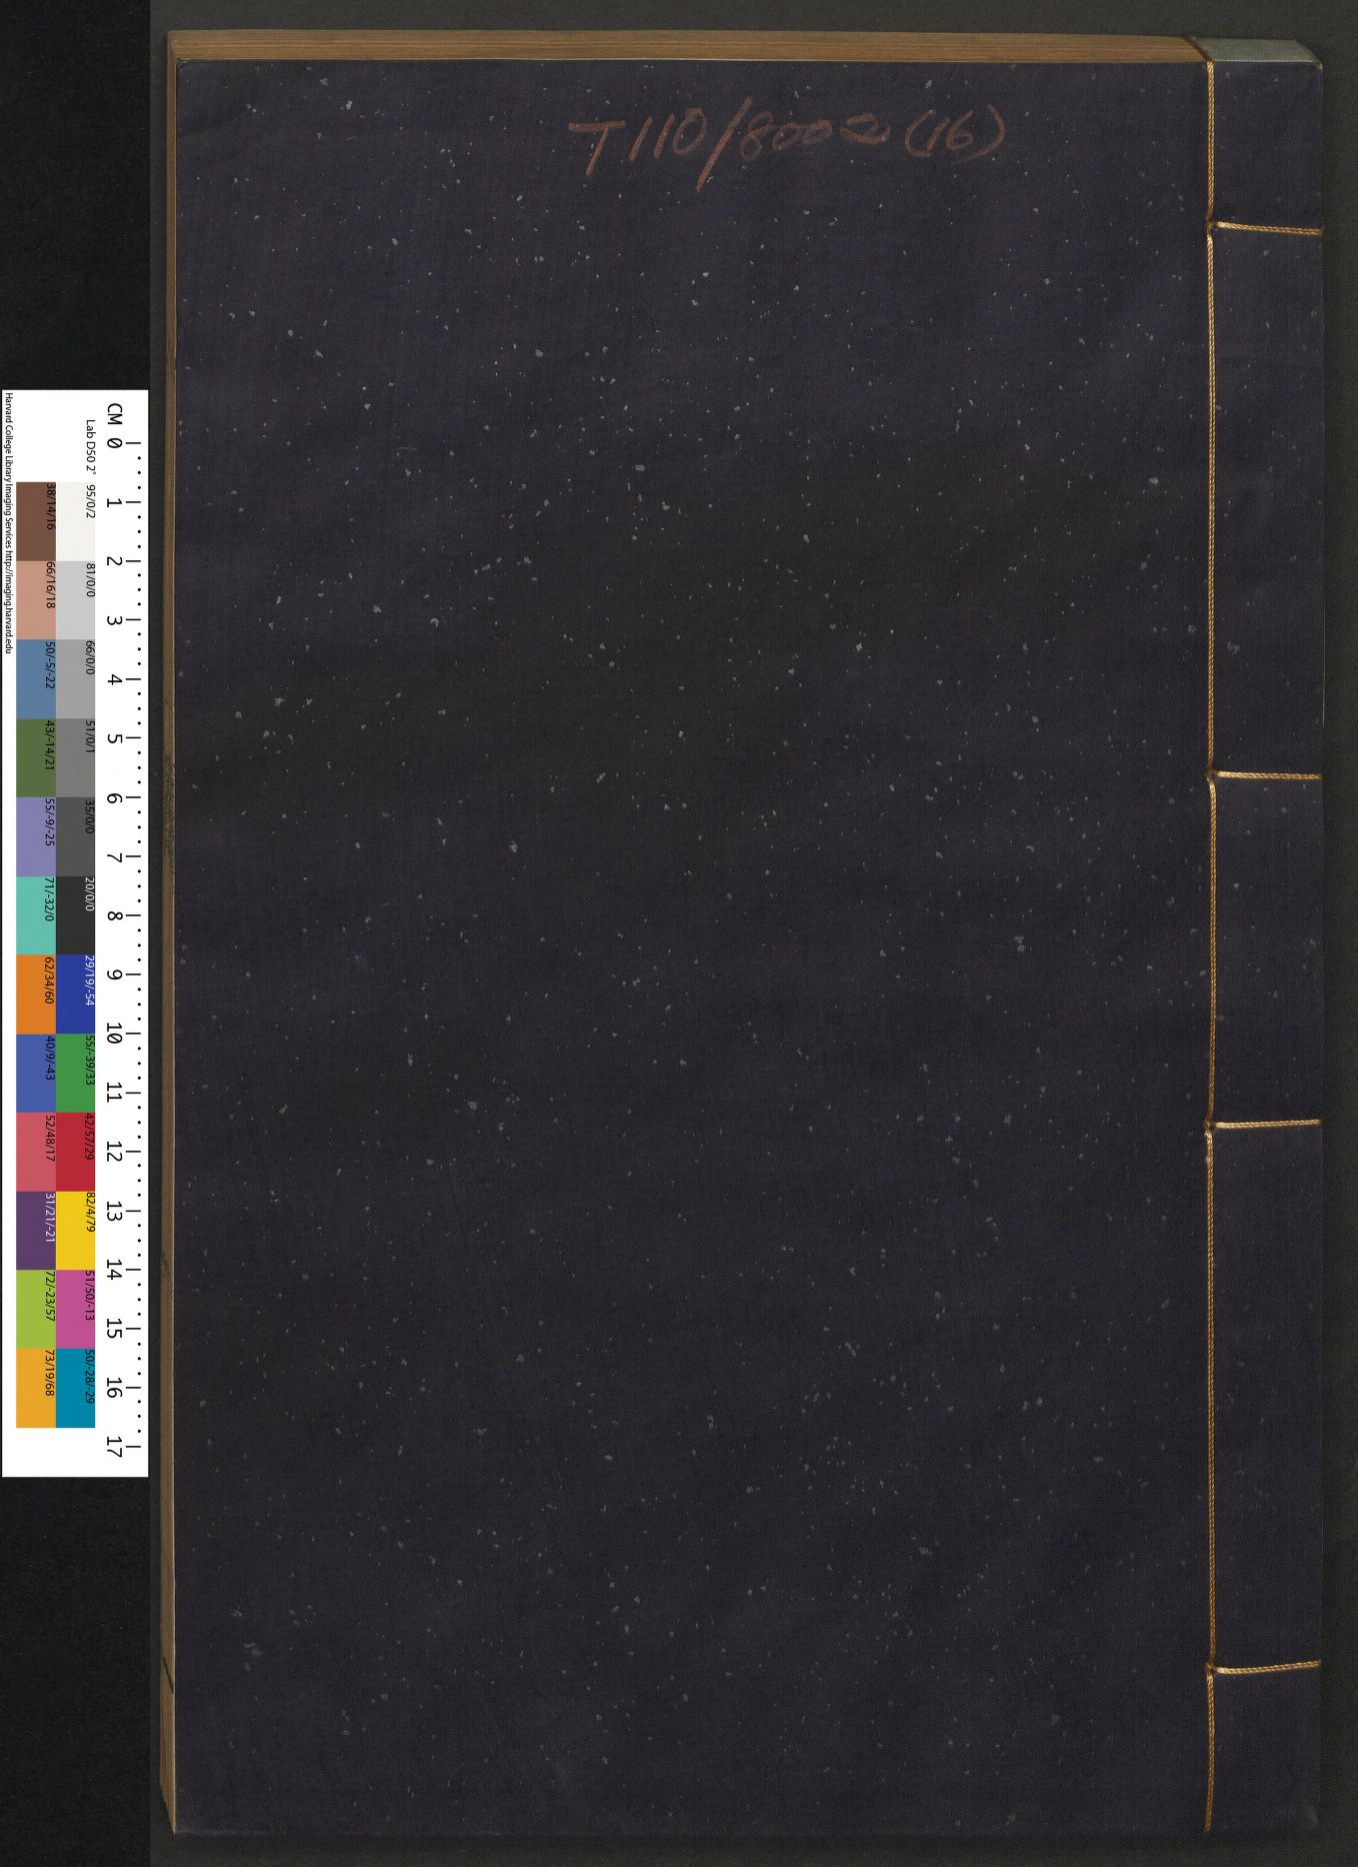 T110/8002(16)
CM 0 1 2 3 4 5 6 7 8 9 10 11 12 13 14 15 16 17
Lab D50 2° 95/0/2 81/0/0 66/0/0 51/0/1 35/0/0 20/0/0 29/19/-54 55/-39/33 42/57/29 82/4/79 51/50/-13 50/-28/-29
38/14/16 66/16/18 50/-5/-22 43/-14/21 55/-9/-25 71/-32/0 62/34/60 40/9/-43 52/48/17 31/21/-21 72/-23/57 73/19/68
Harvard College Library Imaging Services http://imaging.harvard.edu